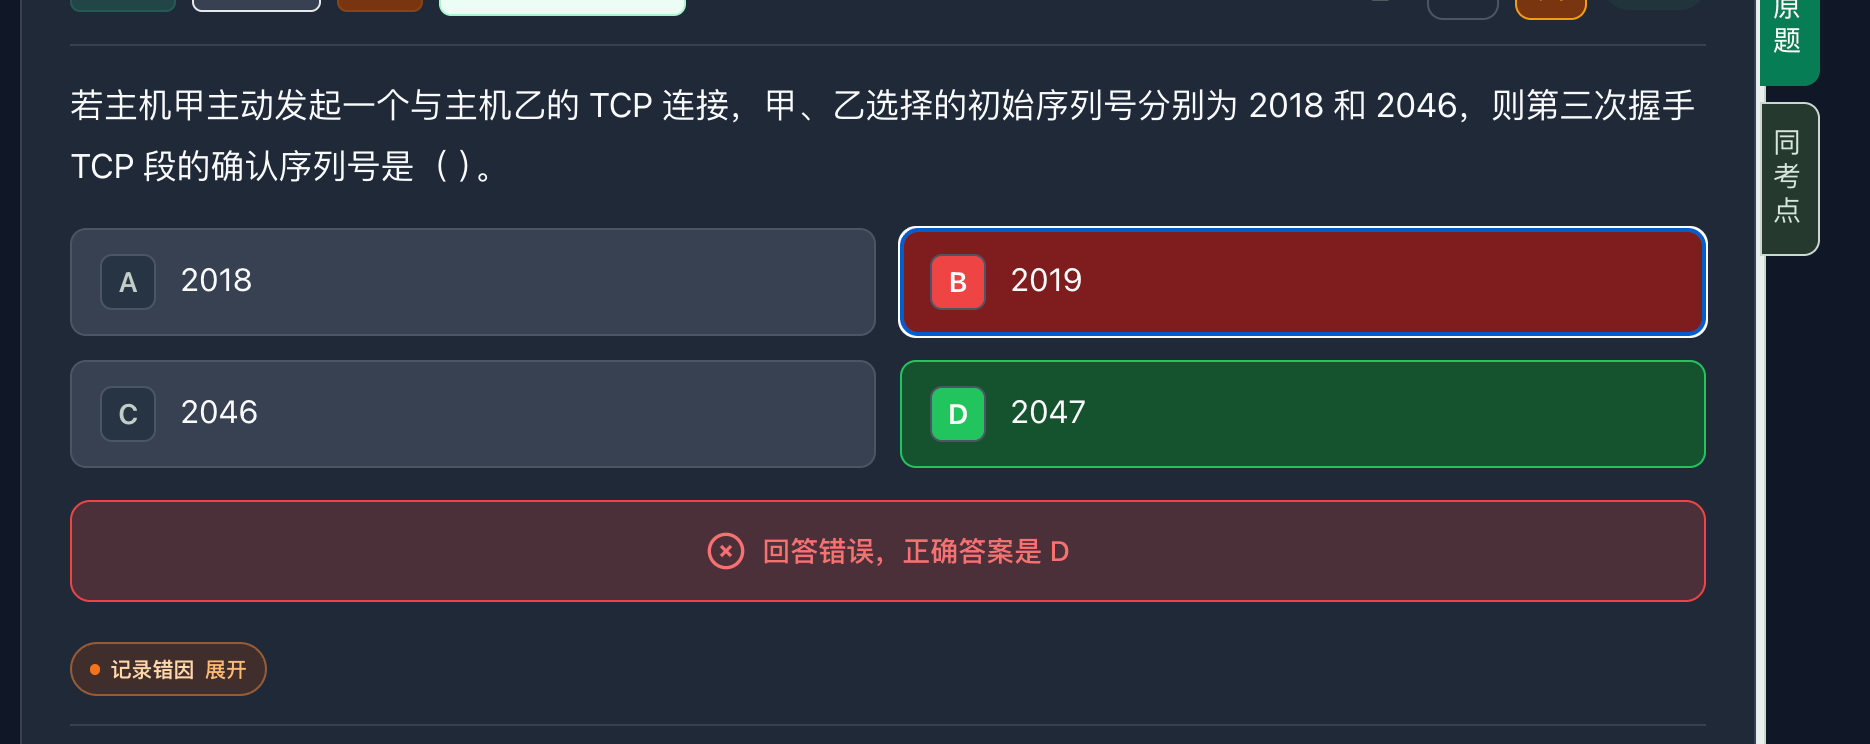 原题
若主机甲主动发起一个与主机乙的 TCP 连接，甲、乙选择的初始序列号分别为 2018 和 2046，则第三次握手
TCP 段的确认序列号是（ ）。
同考点
A 2018
B 2019
C 2046
D 2047
回答错误，正确答案是 D
记录错因 展开